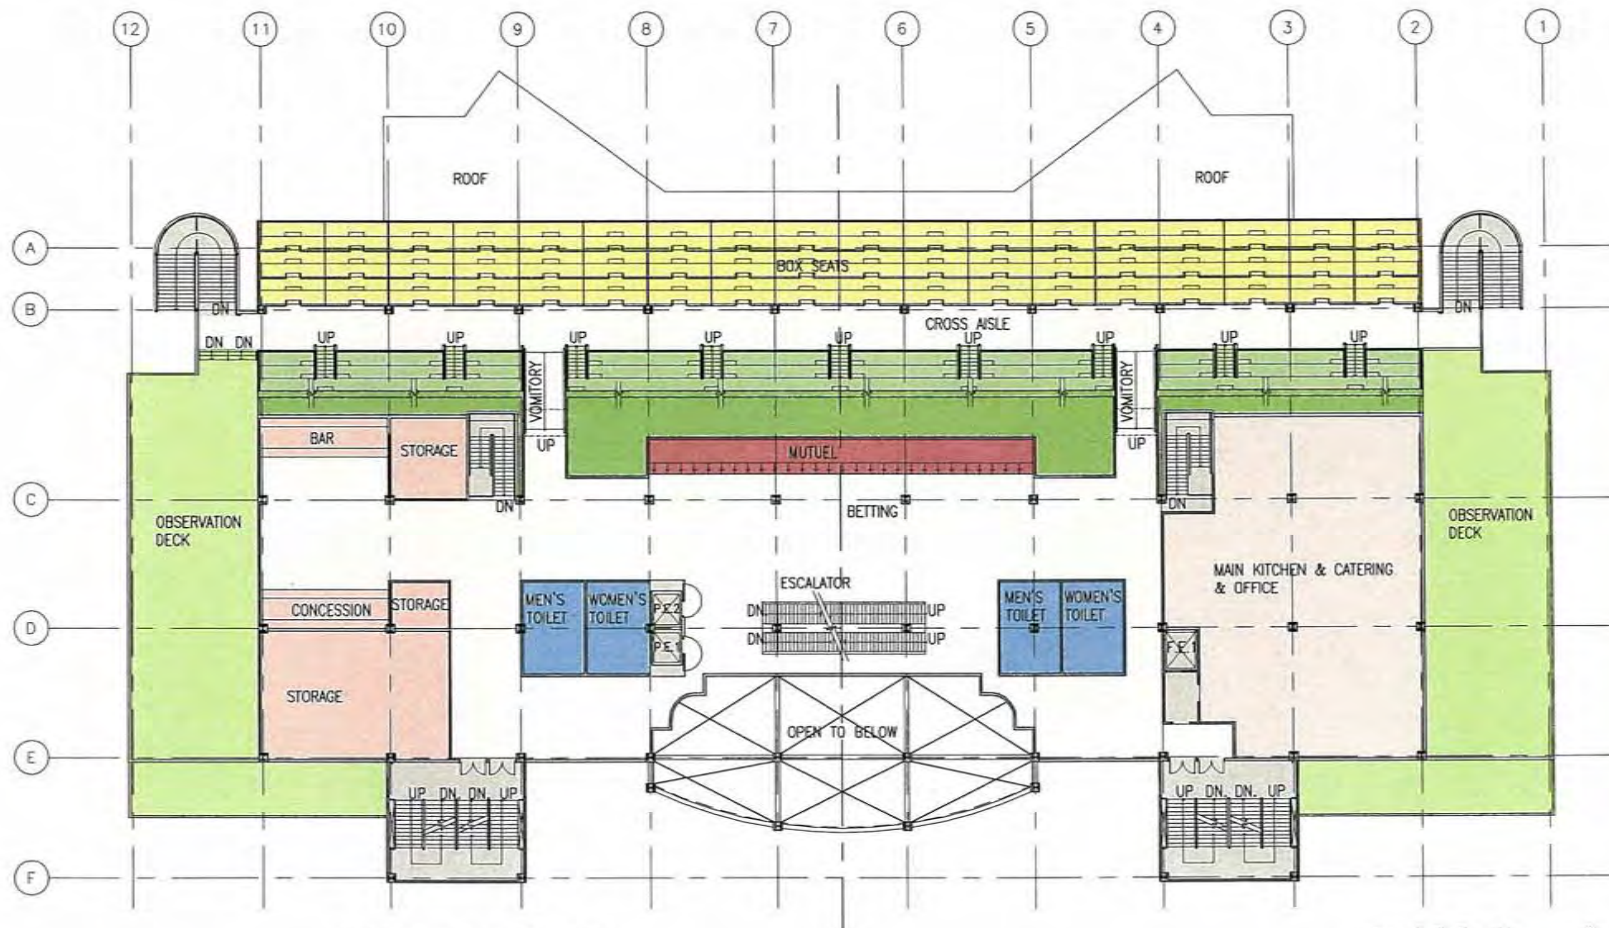 12 11 10 9 8 7 6 5 4 3 2 1
ROOF ROOF
A
BOX SEATS
B
DN DN
CROSS AISLE
DN DN
UP UP UP UP UP UP UP UP UP
VOMITORY VOMITORY
BAR
STORAGE
UP UP
MUTUEL
C
DN DN
BETTING
OBSERVATION
DECK
OBSERVATION
DECK
MAIN KITCHEN & CATERING
& OFFICE
ESCALATOR
CONCESSION
STORAGE
MEN'S
TOILET
WOMEN'S
TOILET
P.E.2
DN UP
MEN'S
TOILET
WOMEN'S
TOILET
D
DN UP
P.E.1
F.E.1
STORAGE
OPEN TO BELOW
E
UP DN. DN. UP
UP DN. DN. UP
F